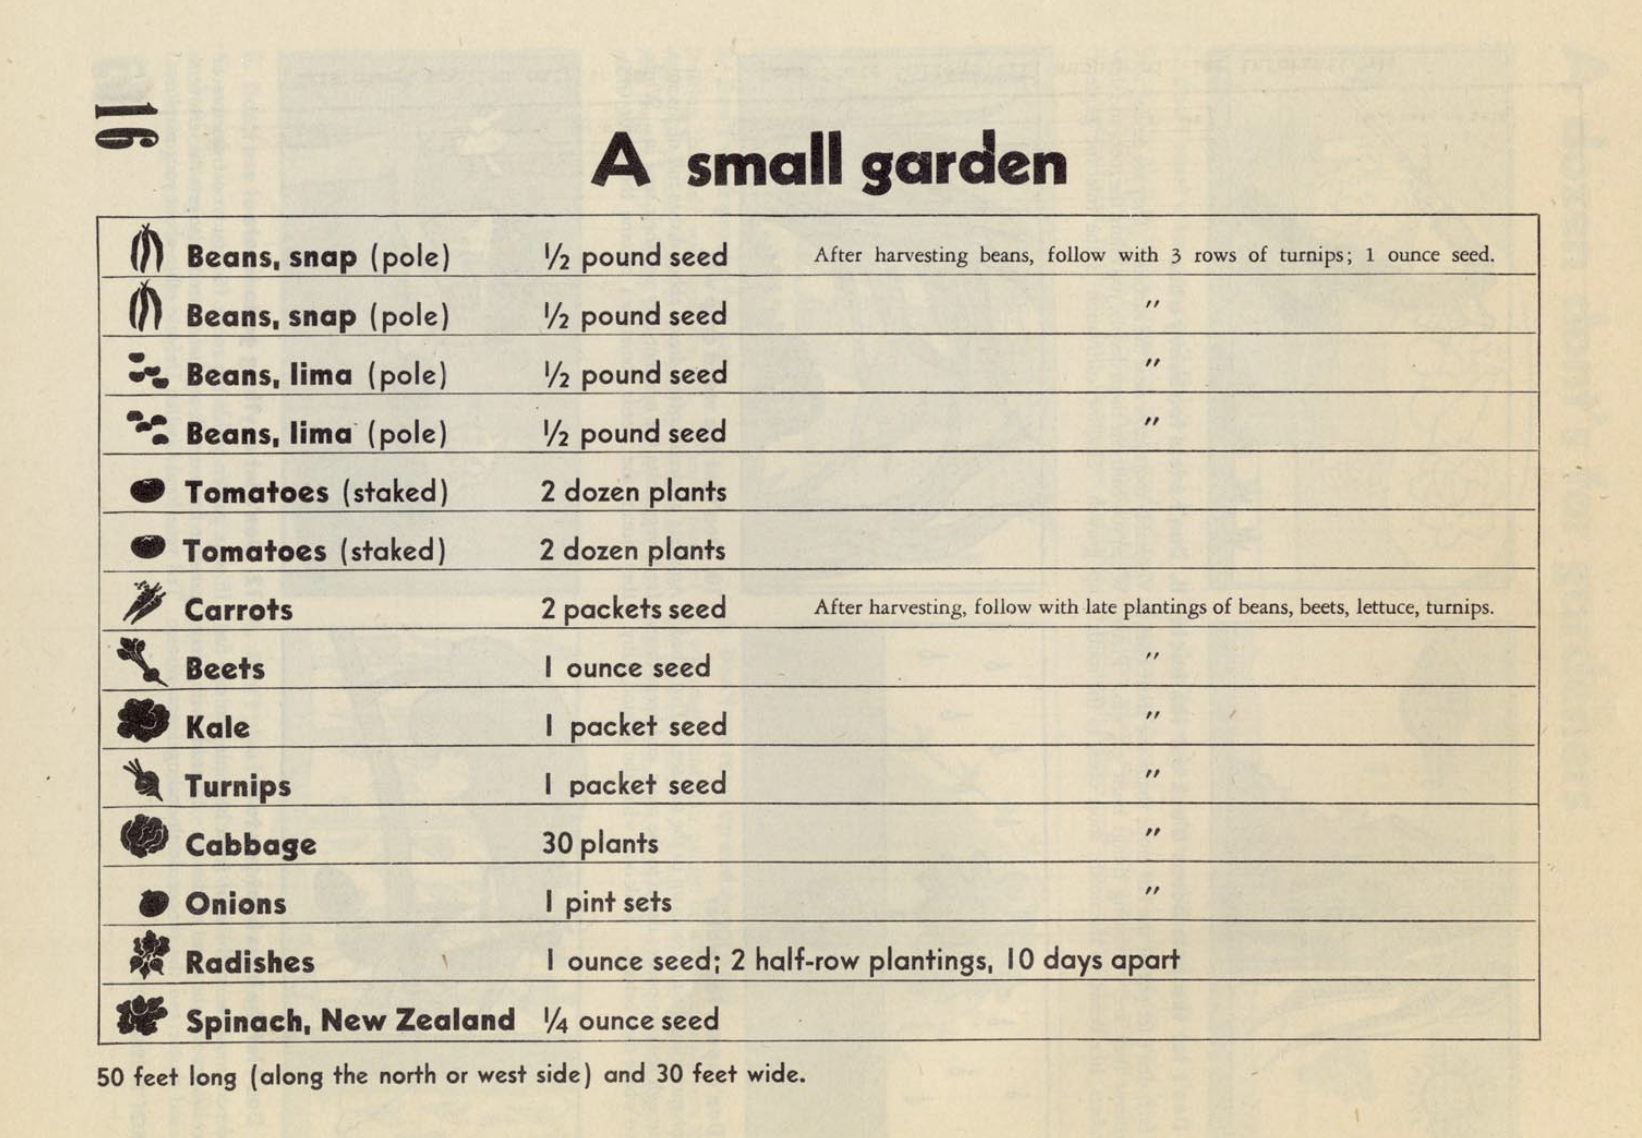 16
A small garden
Beans, snap (pole) ½ pound seed After harvesting beans, follow with 3 rows of turnips; 1 ounce seed.
Beans, snap (pole) ½ pound seed "
Beans, lima (pole) ½ pound seed "
Beans, lima (pole) ½ pound seed "
Tomatoes (staked) 2 dozen plants
Tomatoes (staked) 2 dozen plants
Carrots 2 packets seed After harvesting, follow with late plantings of beans, beets, lettuce, turnips.
Beets 1 ounce seed "
Kale 1 packet seed "
Turnips 1 packet seed "
Cabbage 30 plants "
Onions 1 pint sets "
Radishes 1 ounce seed; 2 half-row plantings, 10 days apart
Spinach, New Zealand ¼ ounce seed
50 feet long (along the north or west side) and 30 feet wide.